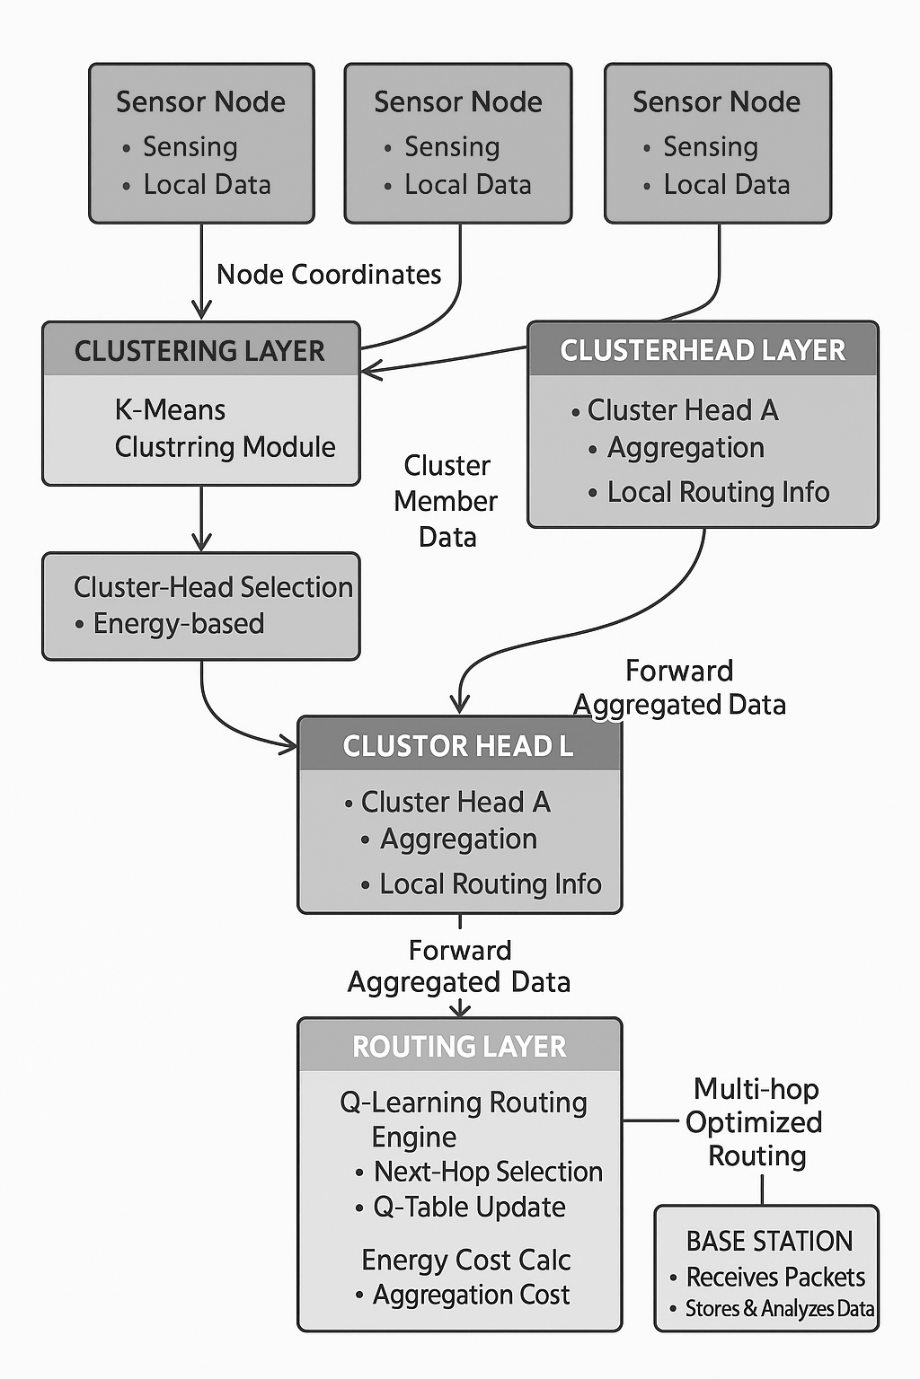 Sensor Node
• Sensing
• Local Data
Sensor Node
• Sensing
• Local Data
Sensor Node
• Sensing
• Local Data
Node Coordinates
CLUSTERING LAYER
K-Means
Clustrring Module
CLUSTERHEAD LAYER
• Cluster Head A
• Aggregation
• Local Routing Info
Cluster
Member
Data
Cluster-Head Selection
• Energy-based
Forward
Aggregated Data
CLUSTOR HEAD L
• Cluster Head A
• Aggregation
• Local Routing Info
Forward
Aggregated Data
ROUTING LAYER
Q-Learning Routing
Engine
• Next-Hop Selection
• Q-Table Update
Energy Cost Calc
• Aggregation Cost
Multi-hop
Optimized
Routing
BASE STATION
• Receives Packets
• Stores & Analyzes Data